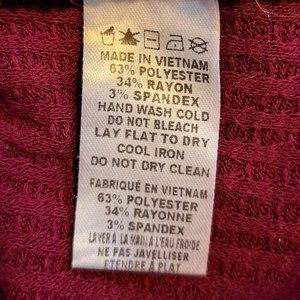 MADE IN VIETNAM
63% POLYESTER
34% RAYON
3% SPANDEX
HAND WASH COLD
DO NOT BLEACH
LAY FLAT TO DRY
COOL IRON
DO NOT DRY CLEAN
FABRIQUÉ EN VIETNAM
63% POLYESTER
34% RAYONNE
3% SPANDEX
LAVER À LA MAIN À L'EAU FROIDE
NE PAS JAVELLISER
ETENDRE À PLAT